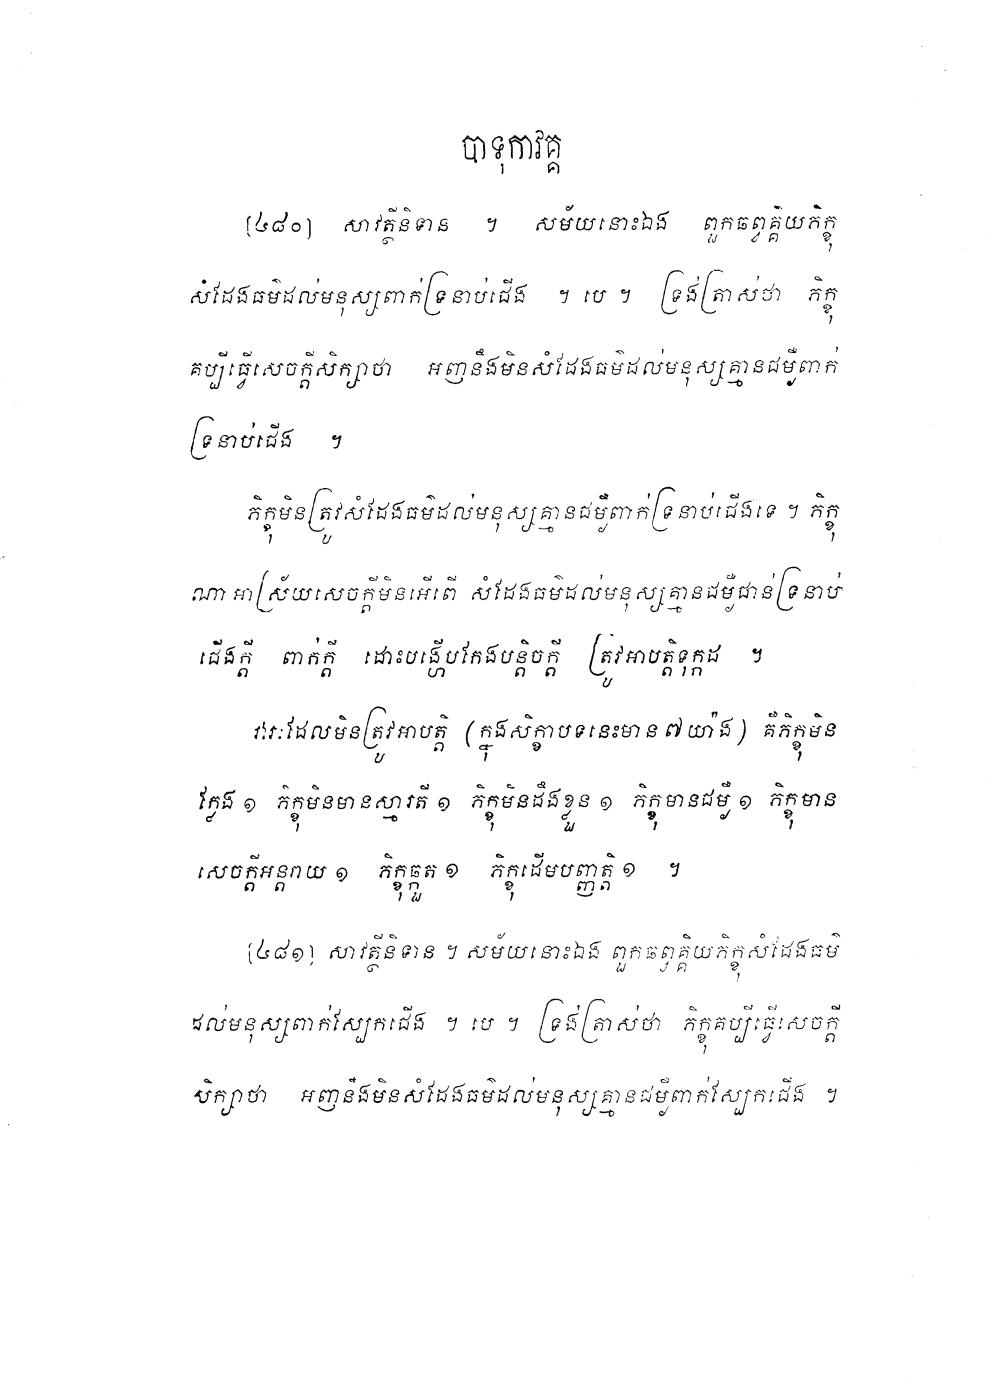 បាទុកាវគ្គ
[៤៨០] សាវត្ថីនិទាន ។ សម័យនោះឯង ពួកឆព្វគ្គិយភិក្ខុ
សំដែងធម៌ដល់មនុស្សពាក់ទ្រនាប់ជើង ។ បេ ។ ទ្រង់ត្រាស់ថា ភិក្ខុ
គប្បីធ្វើសេចក្តីសិក្សាថា អញនឹងមិនសំដែងធម៌ដល់មនុស្សគ្មានជម្ងឺពាក់
ទ្រនាប់ជើង ។
ភិក្ខុមិនត្រូវសំដែងធម៌ដល់មនុស្សគ្មានជម្ងឺពាក់ទ្រនាប់ជើងទេ ។ ភិក្ខុ
ណាអាស្រ័យសេចក្តីមិនអើពើ សំដែងធម៌ដល់មនុស្សគ្មានជម្ងឺជាន់ទ្រនាប់
ជើងក្តី ពាក់ក្តី ដោះបង្ហើបកែងបន្តិចក្តី ត្រូវអាបត្តិទុក្កដ ។
វារៈដែលមិនត្រូវអាបត្តិ (ក្នុងសិក្ខាបទនេះមាន ៧ យ៉ាង) គឺភិក្ខុមិន
ក្លែង ១ ភិក្ខុមិនមានស្មារតី ១ ភិក្ខុមិនដឹងខ្លួន ១ ភិក្ខុមានជម្ងឺ ១ ភិក្ខុមាន
សេចក្តីអន្តរាយ ១ ភិក្ខុឆ្កួត ១ ភិក្ខុដើមបញ្ញត្តិ ១ ។
[៤៨១] សាវត្ថីនិទាន ។ សម័យនោះឯង ពួកឆព្វគ្គិយភិក្ខុសំដែងធម៌
ដល់មនុស្សពាក់ស្បែកជើង ។ បេ ។ ទ្រង់ត្រាស់ថា ភិក្ខុគប្បីធ្វើសេចក្តី
សិក្សាថា អញនឹងមិនសំដែងធម៌ដល់មនុស្សគ្មានជម្ងឺពាក់ស្បែកជើង ។